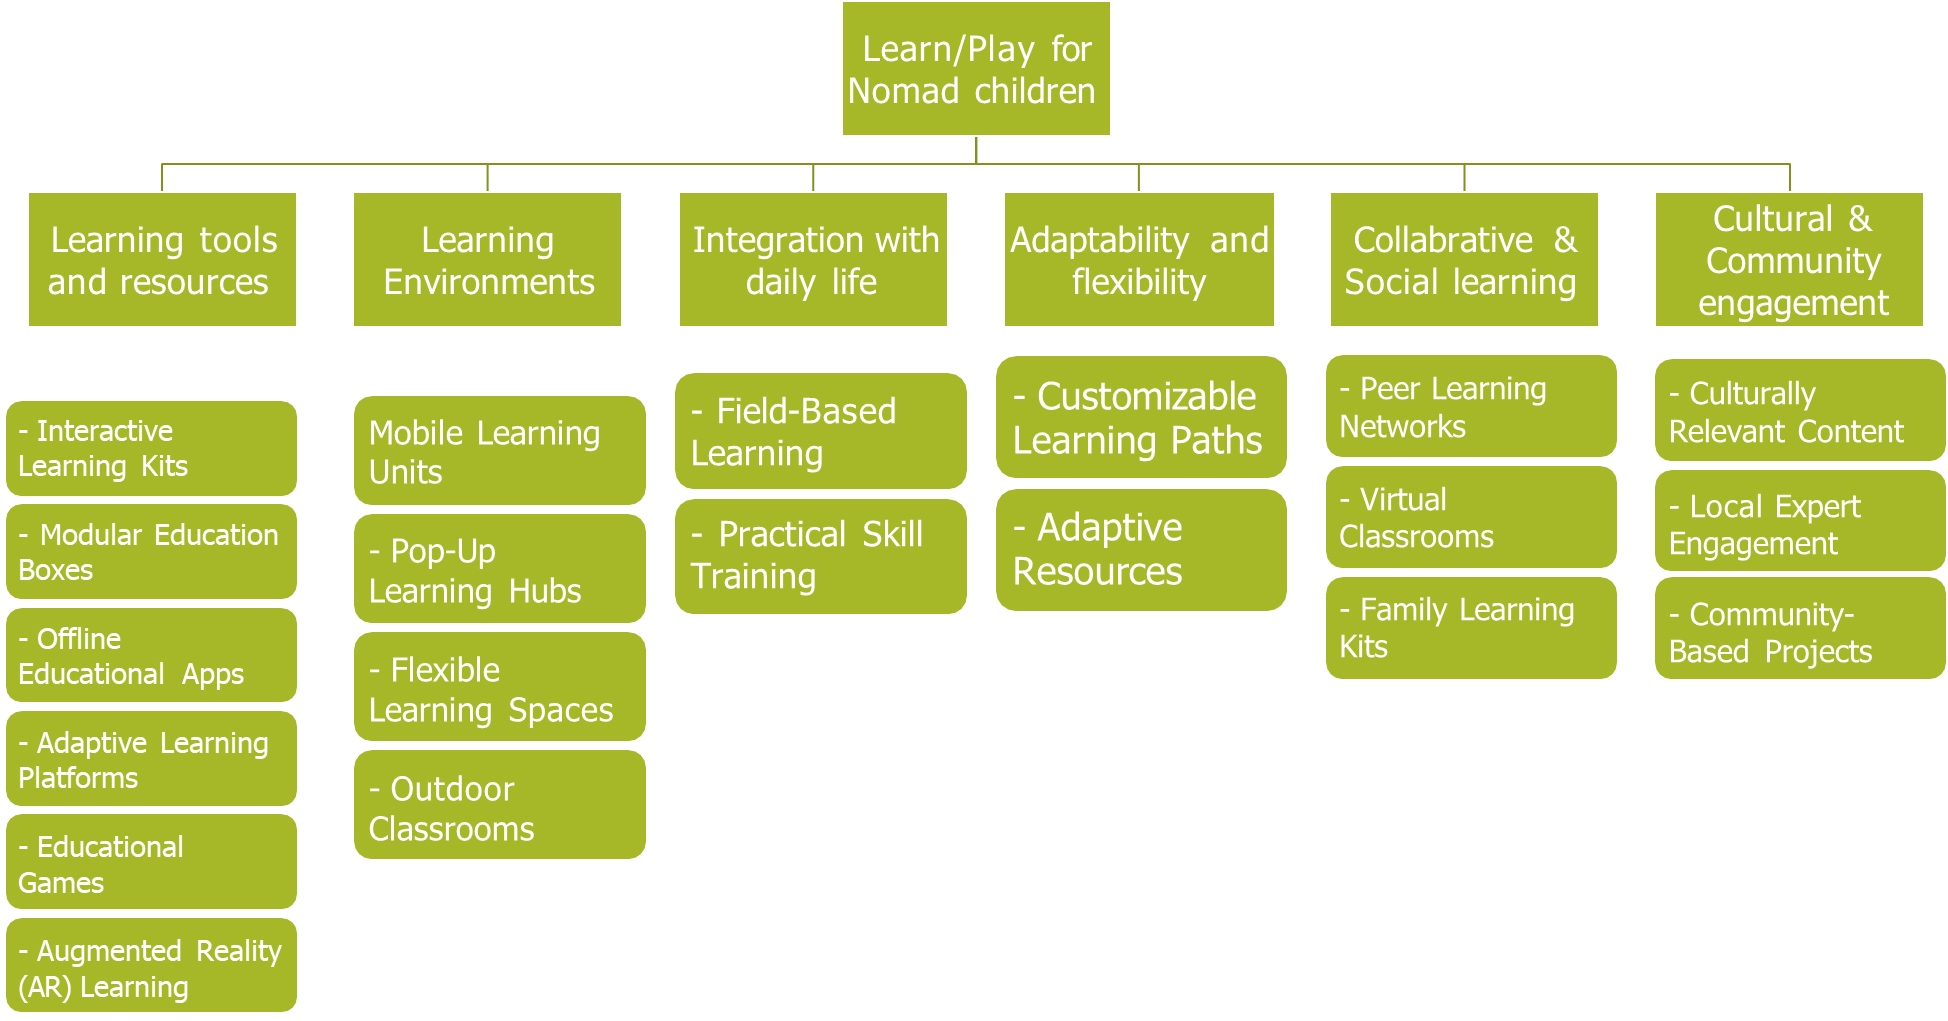 Learn/Play for
Nomad children
Learning tools
and resources
Learning
Environments
Integration with
daily life
Adaptability and
flexibility
Collabrative &
Social learning
Cultural &
Community
engagement
- Interactive
Learning Kits
- Modular Education
Boxes
- Offline
Educational Apps
- Adaptive Learning
Platforms
- Educational
Games
- Augmented Reality
(AR) Learning
Mobile Learning
Units
- Pop-Up
Learning Hubs
- Flexible
Learning Spaces
- Outdoor
Classrooms
- Field-Based
Learning
- Practical Skill
Training
- Customizable
Learning Paths
- Adaptive
Resources
- Peer Learning
Networks
- Virtual
Classrooms
- Family Learning
Kits
- Culturally
Relevant Content
- Local Expert
Engagement
- Community-
Based Projects